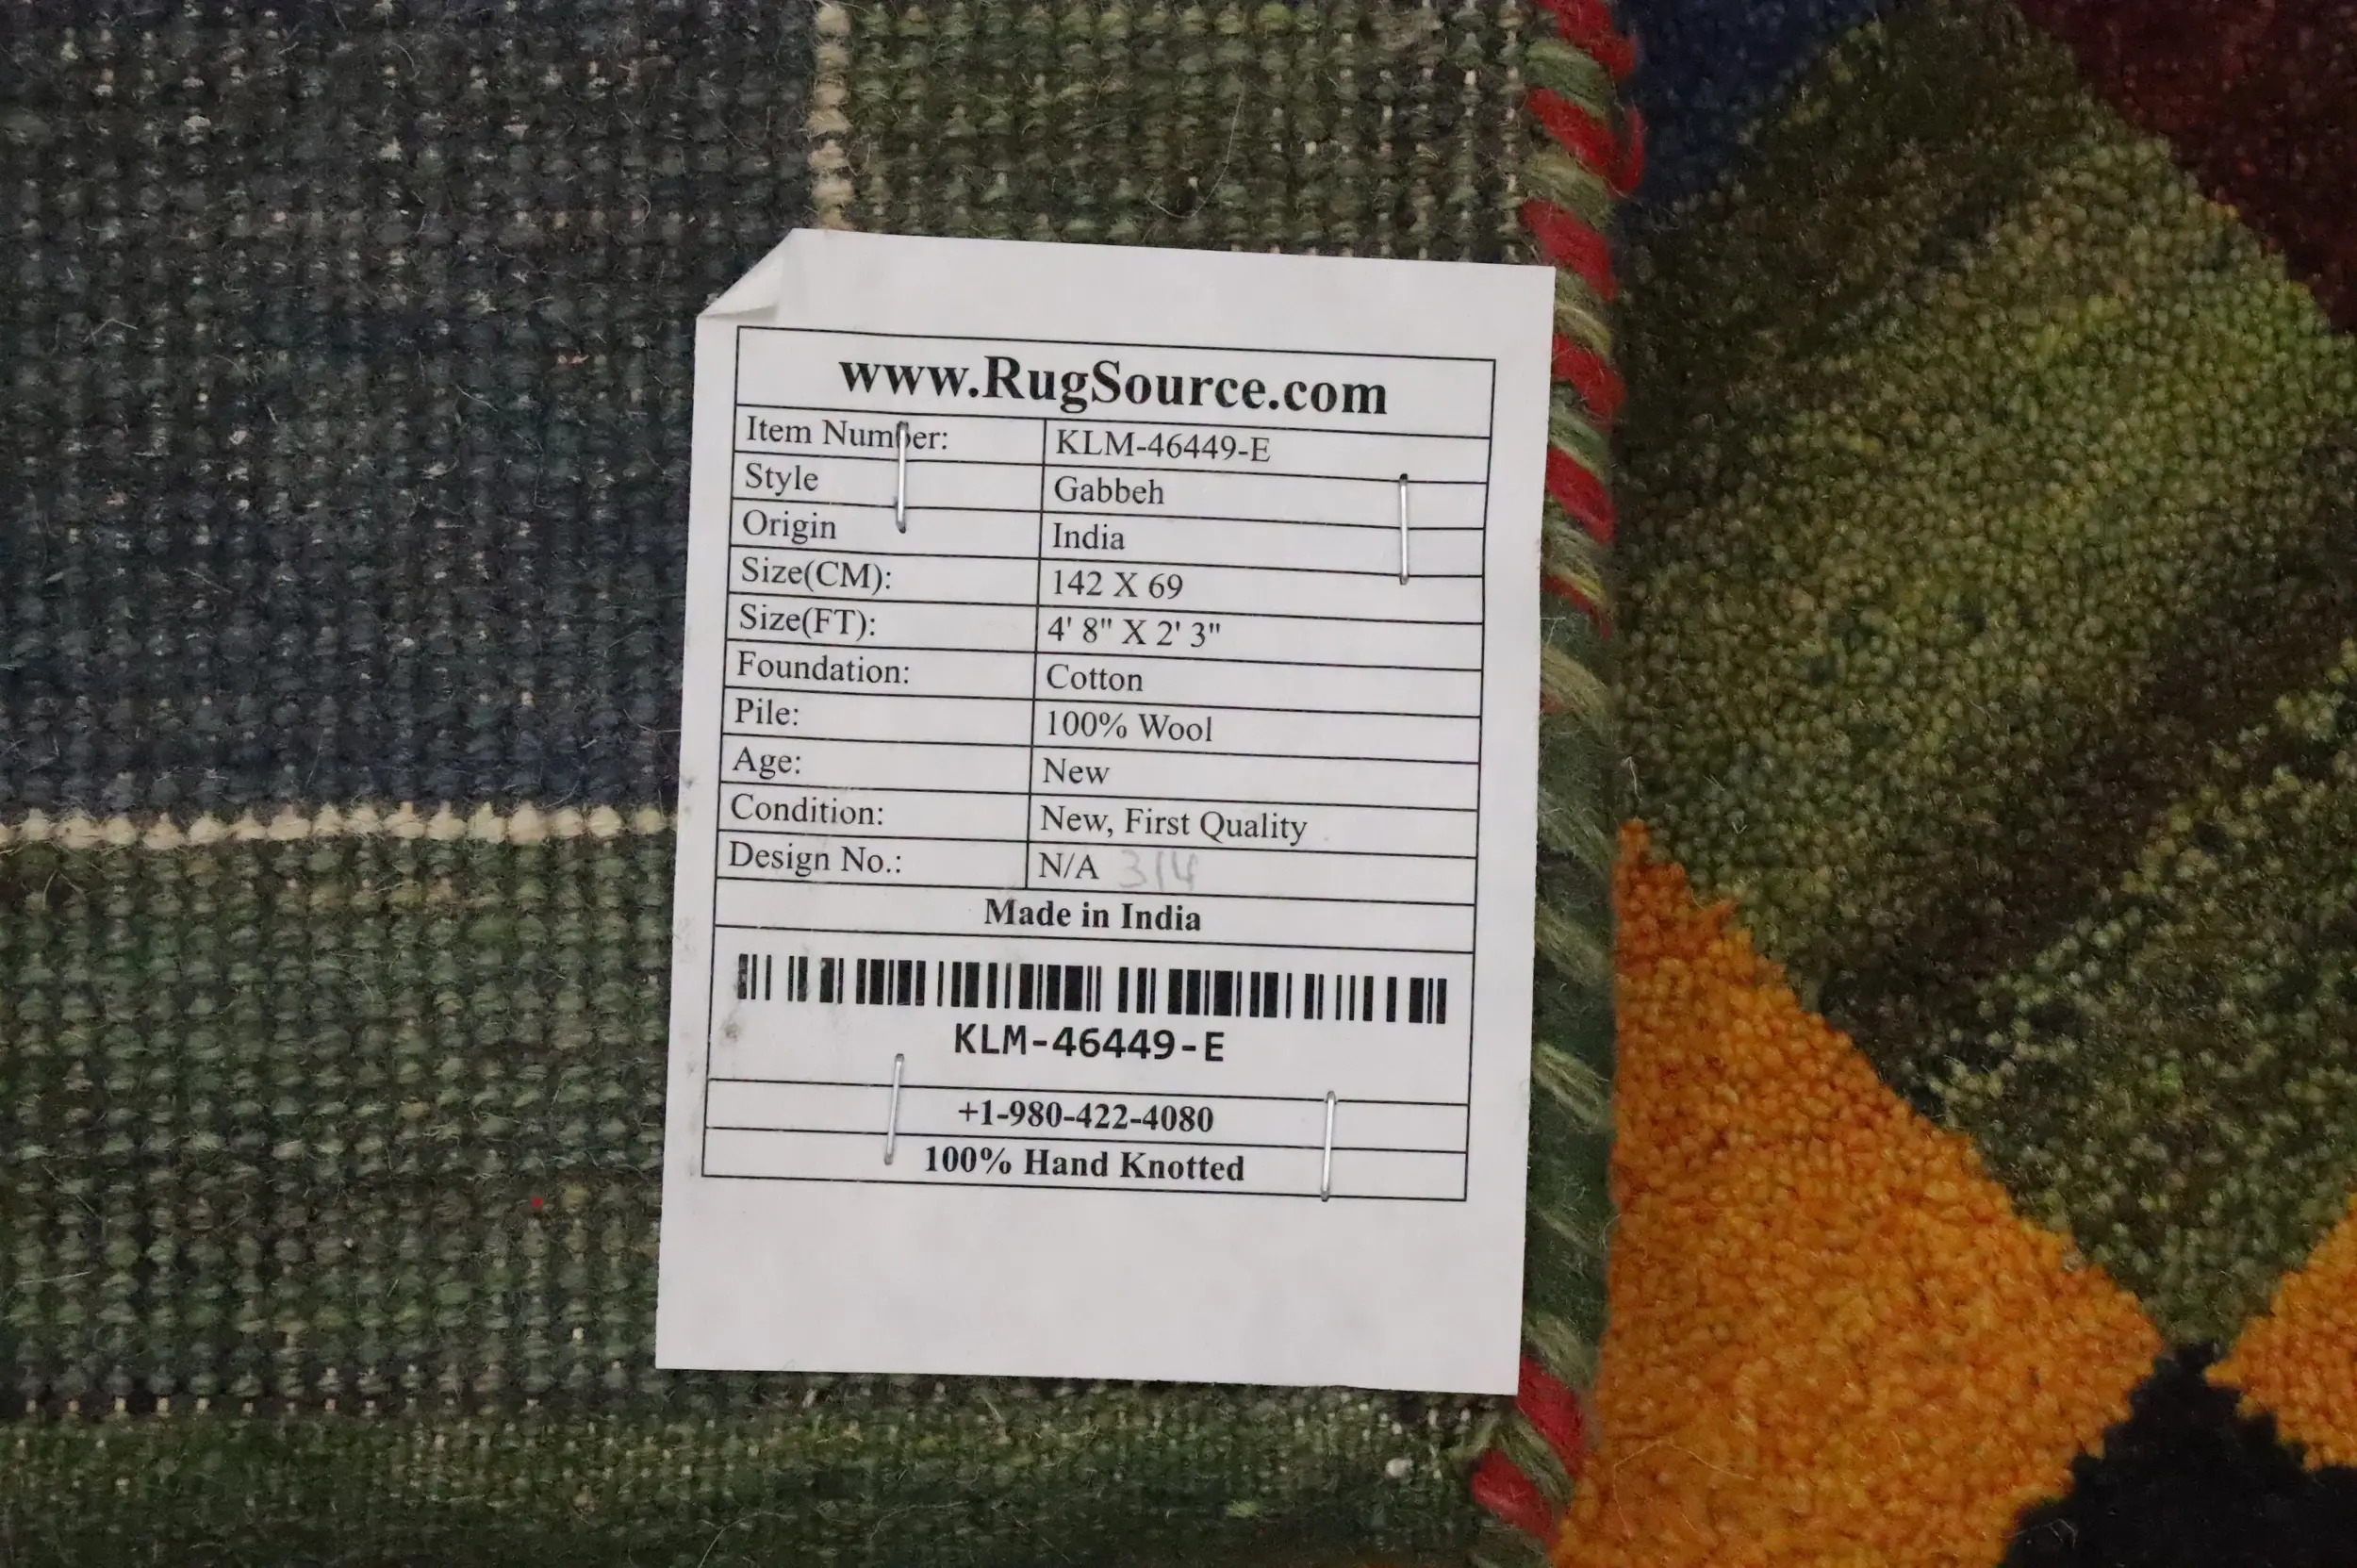 www.RugSource.com
Item Number: KLM-46449-E
Style Gabbeh
Origin India
Size(CM): 142 X 69
Size(FT): 4' 8" X 2' 3"
Foundation: Cotton
Pile: 100% Wool
Age: New
Condition: New, First Quality
Design No.: N/A 314
Made in India
KLM-46449-E
+1-980-422-4080
100% Hand Knotted